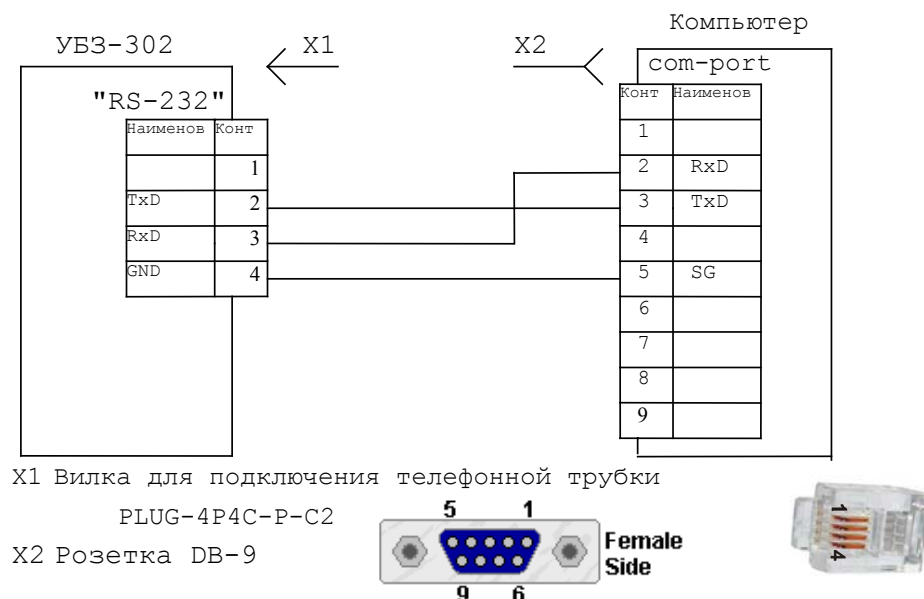 Компьютер
УБЗ-302
X1
X2
com-port
"RS-232"
Конт Наименов
Наименов Конт
1
1
2 RxD
TxD 2
3 TxD
RxD 3
4
GND 4
5 SG
6
7
8
9
X1 Вилка для подключения телефонной трубки
PLUG-4P4C-P-C2
X2 Розетка DB-9
5 1
Female
Side
9 6
1
4